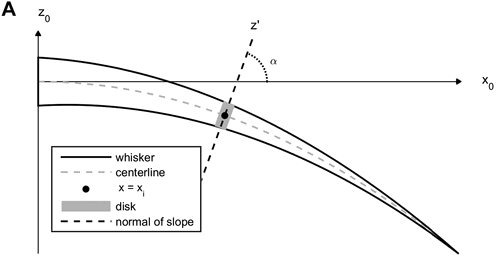 A
z₀
z'
α
x₀
whisker
centerline
x = xᵢ
disk
normal of slope